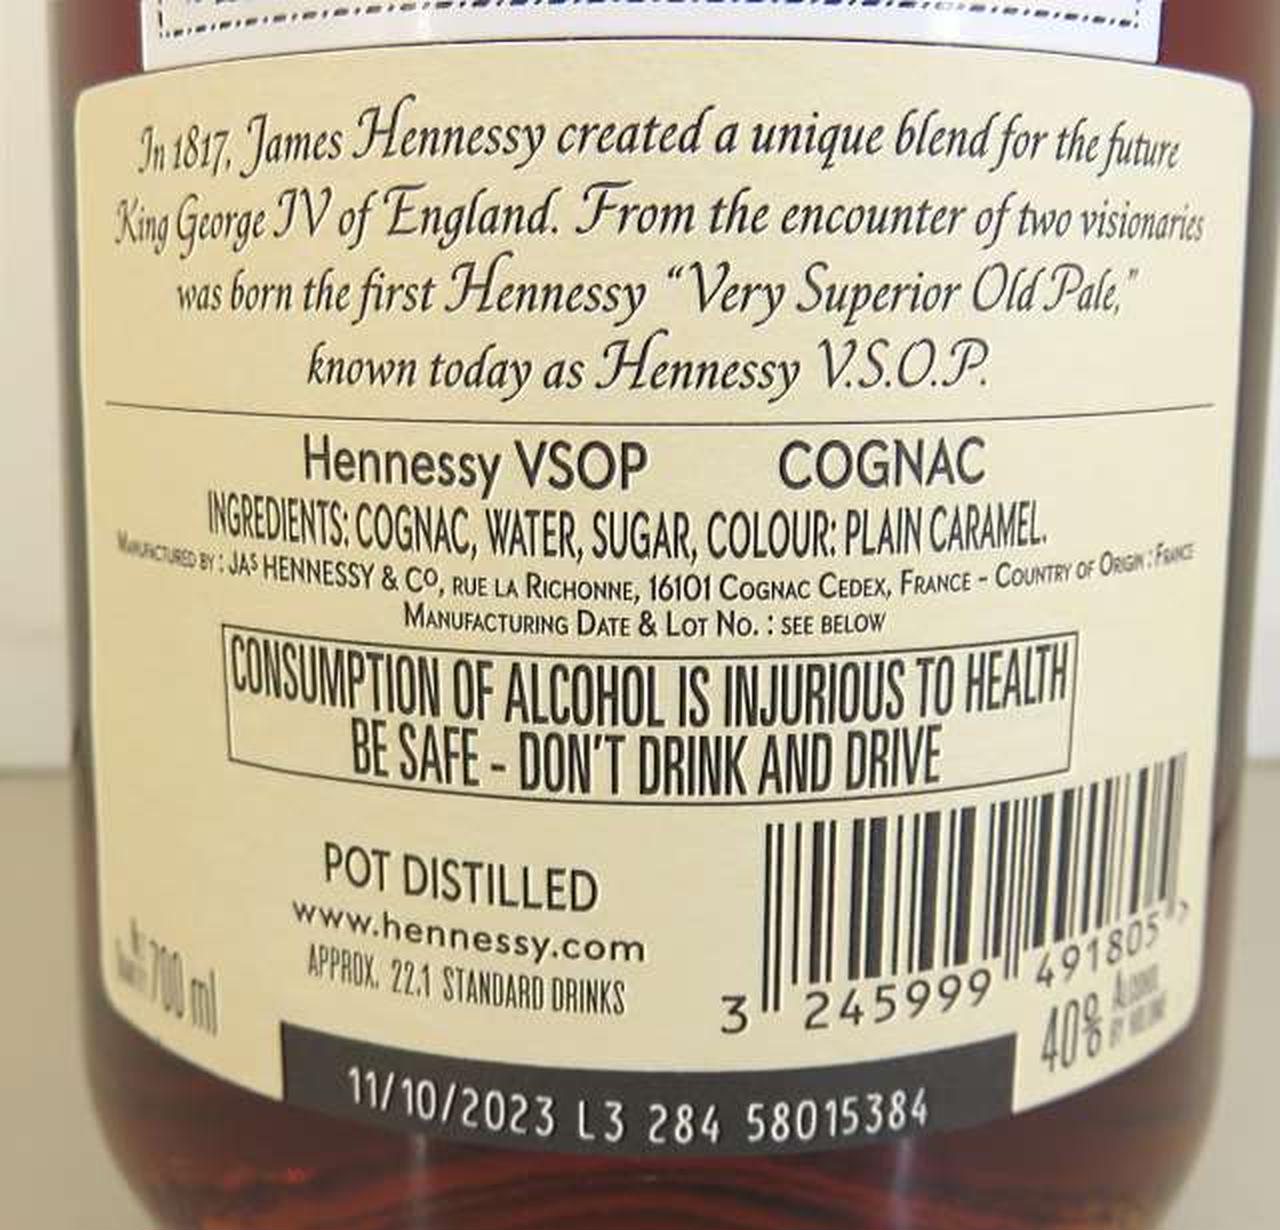 In 1817, James Hennessy created a unique blend for the future
King George IV of England. From the encounter of two visionaries
was born the first Hennessy “Very Superior Old Pale,”
known today as Hennessy V.S.O.P.
Hennessy VSOP COGNAC
INGREDIENTS: COGNAC, WATER, SUGAR, COLOUR: PLAIN CARAMEL.
MANUFACTURED BY : JAS HENNESSY & CO, RUE LA RICHONNE, 16101 COGNAC CEDEX, FRANCE - COUNTRY OF ORIGIN : FRANCE
MANUFACTURING DATE & LOT NO. : SEE BELOW
CONSUMPTION OF ALCOHOL IS INJURIOUS TO HEALTH
BE SAFE - DON'T DRINK AND DRIVE
POT DISTILLED
www.hennessy.com
APPROX. 22.1 STANDARD DRINKS
700 ml
3 245999 491805 >
40% ALCOHOL
BY VOLUME
11/10/2023 L3 284 58015384